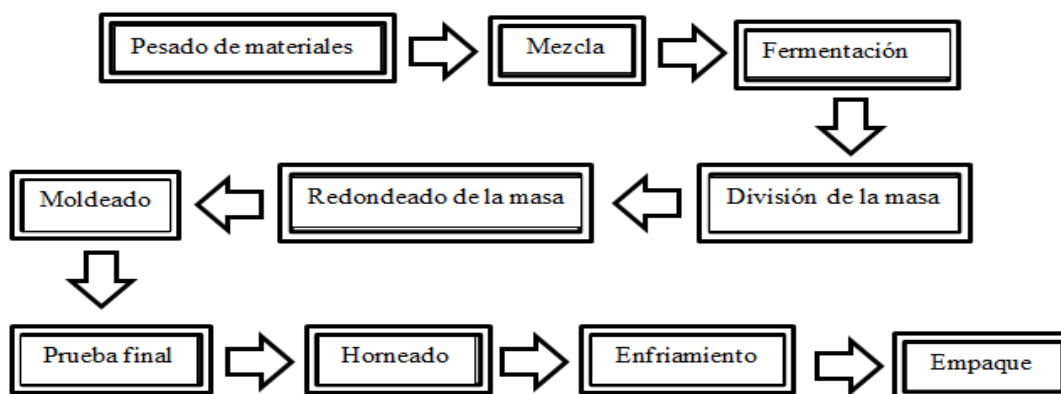 Pesado de materiales
Mezcla
Fermentación
División de la masa
Redondeado de la masa
Moldeado
Prueba final
Horneado
Enfriamiento
Empaque